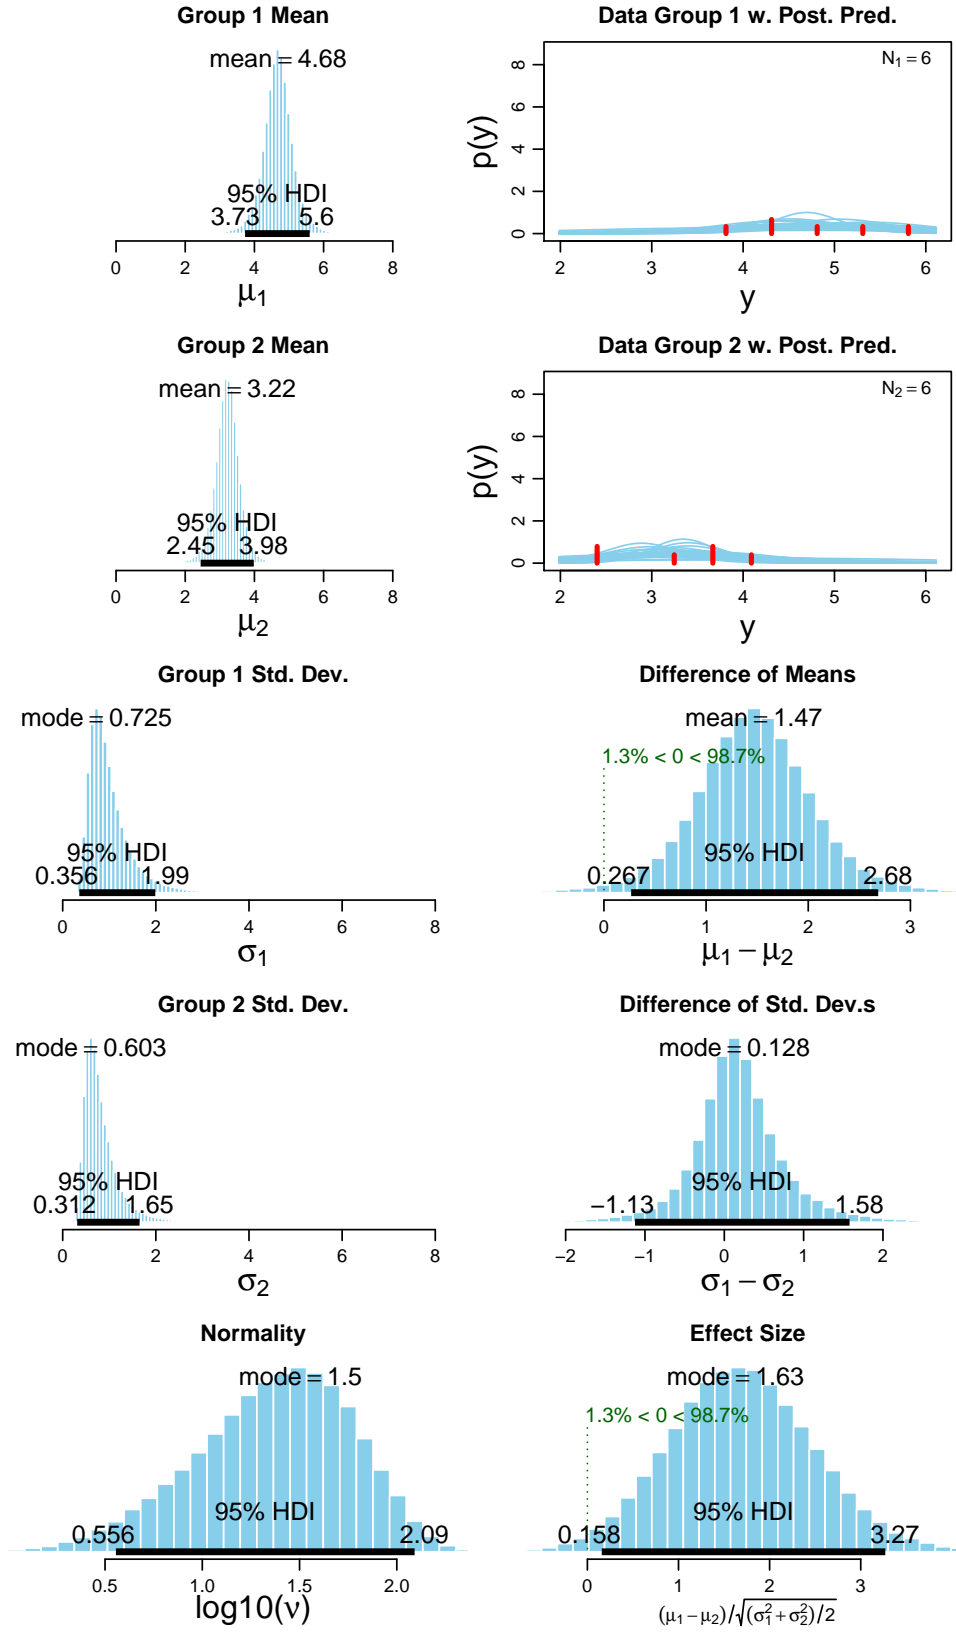 Group 1 Mean
mean = 4.68
95% HDI
3.73 5.6
0 2 4 6 8
μ1
Data Group 1 w. Post. Pred.
N1 = 6
p(y)
0 2 4 6 8
2 3 4 5 6
y
Group 2 Mean
mean = 3.22
95% HDI
2.45 3.98
0 2 4 6 8
μ2
Data Group 2 w. Post. Pred.
N2 = 6
p(y)
0 2 4 6 8
2 3 4 5 6
y
Group 1 Std. Dev.
mode = 0.725
95% HDI
0.356 1.99
0 2 4 6 8
σ1
Difference of Means
mean = 1.47
1.3% < 0 < 98.7%
95% HDI
0.267 2.68
0 1 2 3
μ1 − μ2
Group 2 Std. Dev.
mode = 0.603
95% HDI
0.312 1.65
0 2 4 6 8
σ2
Difference of Std. Dev.s
mode = 0.128
95% HDI
−1.13 1.58
−2 −1 0 1 2
σ1 − σ2
Normality
mode = 1.5
95% HDI
0.556 2.09
0.5 1.0 1.5 2.0
log10(ν)
Effect Size
mode = 1.63
1.3% < 0 < 98.7%
95% HDI
0.158 3.27
0 1 2 3
(μ1 − μ2)/√(σ1² + σ2²)/2